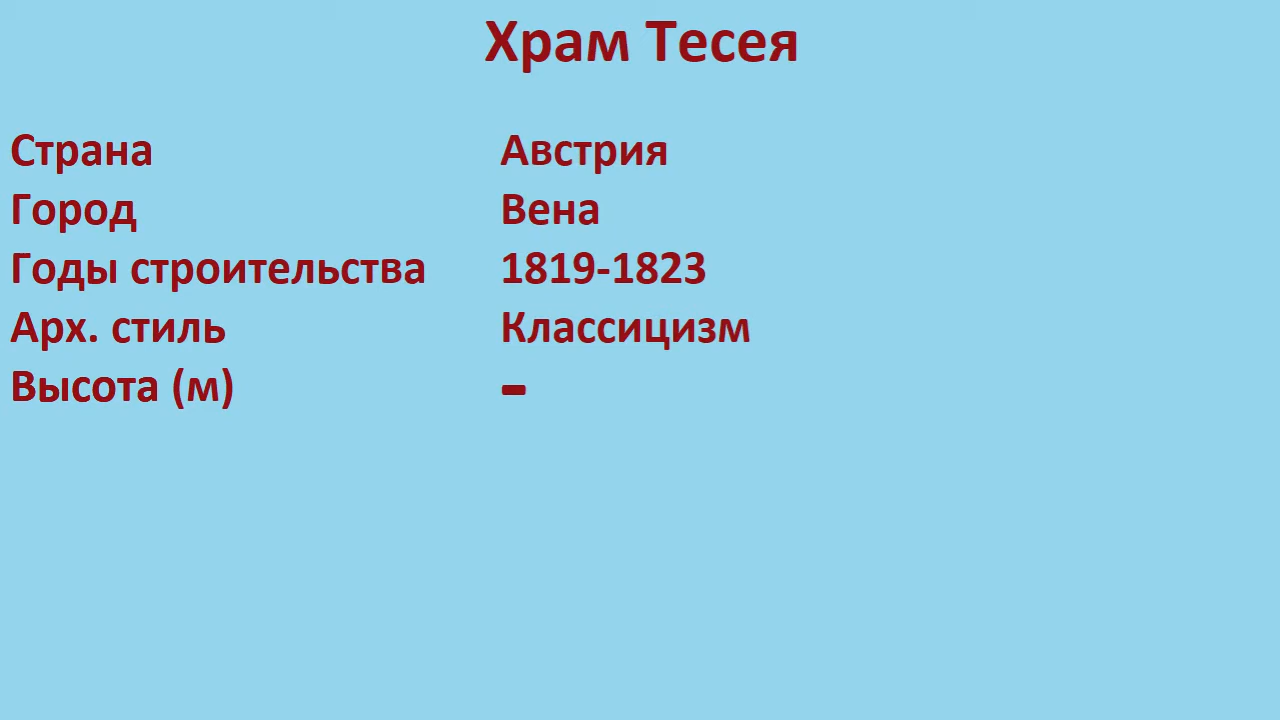 Храм Тесея
Страна Австрия
Город Вена
Годы строительства 1819-1823
Арх. стиль Классицизм
Высота (м) -